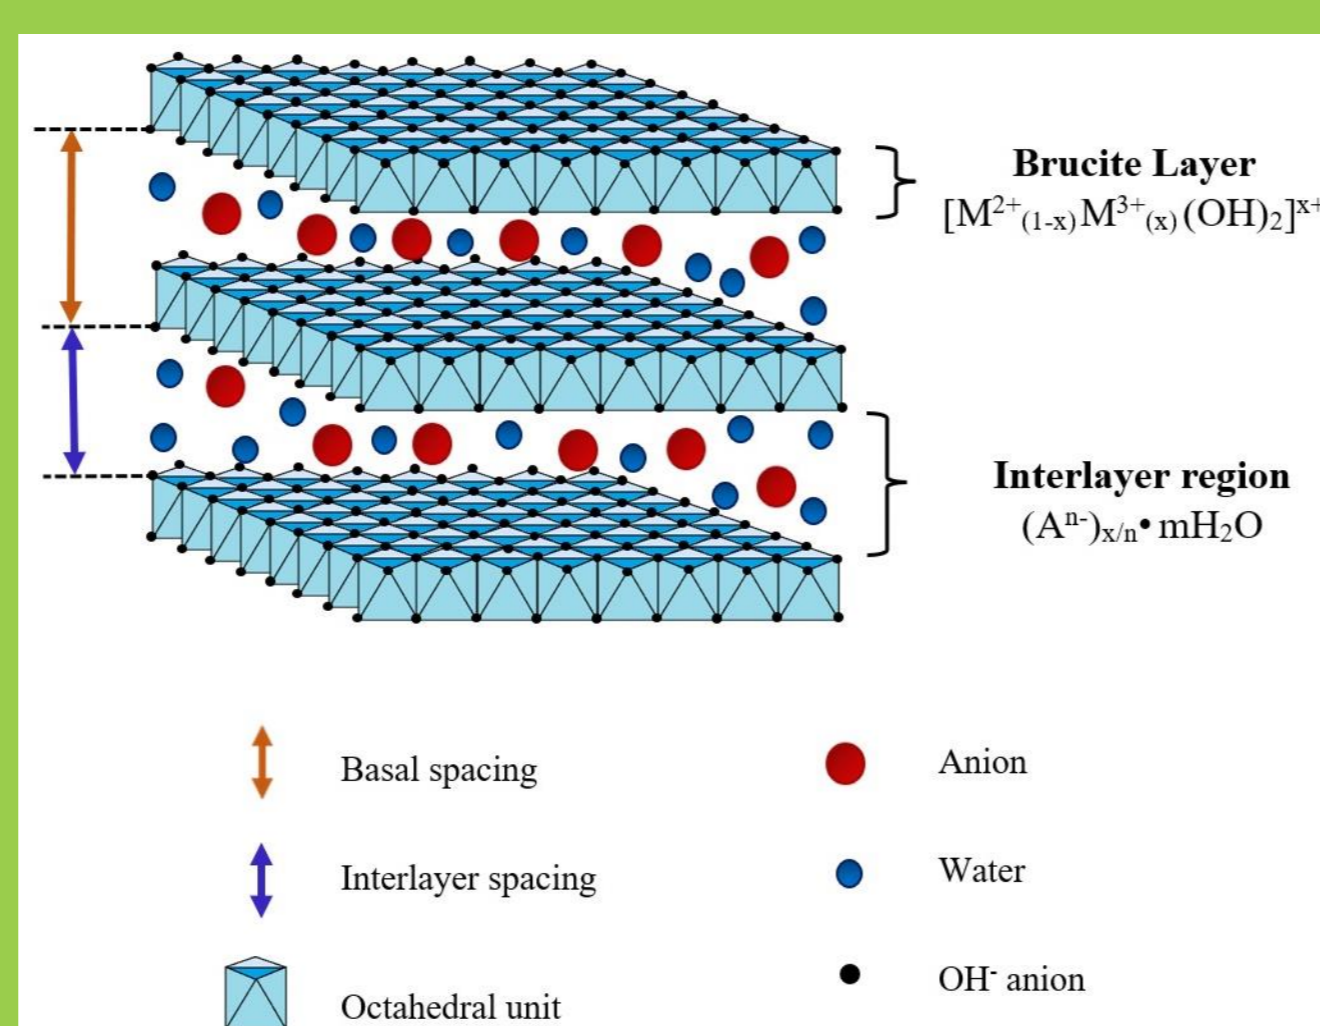 Brucite Layer
[M²⁺₍₁₋ₓ₎M³⁺₍ₓ₎(OH)₂]ˣ⁺
Interlayer region
(Aⁿ⁻)ₓ/ₙ• mH₂O
Basal spacing
Anion
Interlayer spacing
Water
Octahedral unit
OH⁻ anion